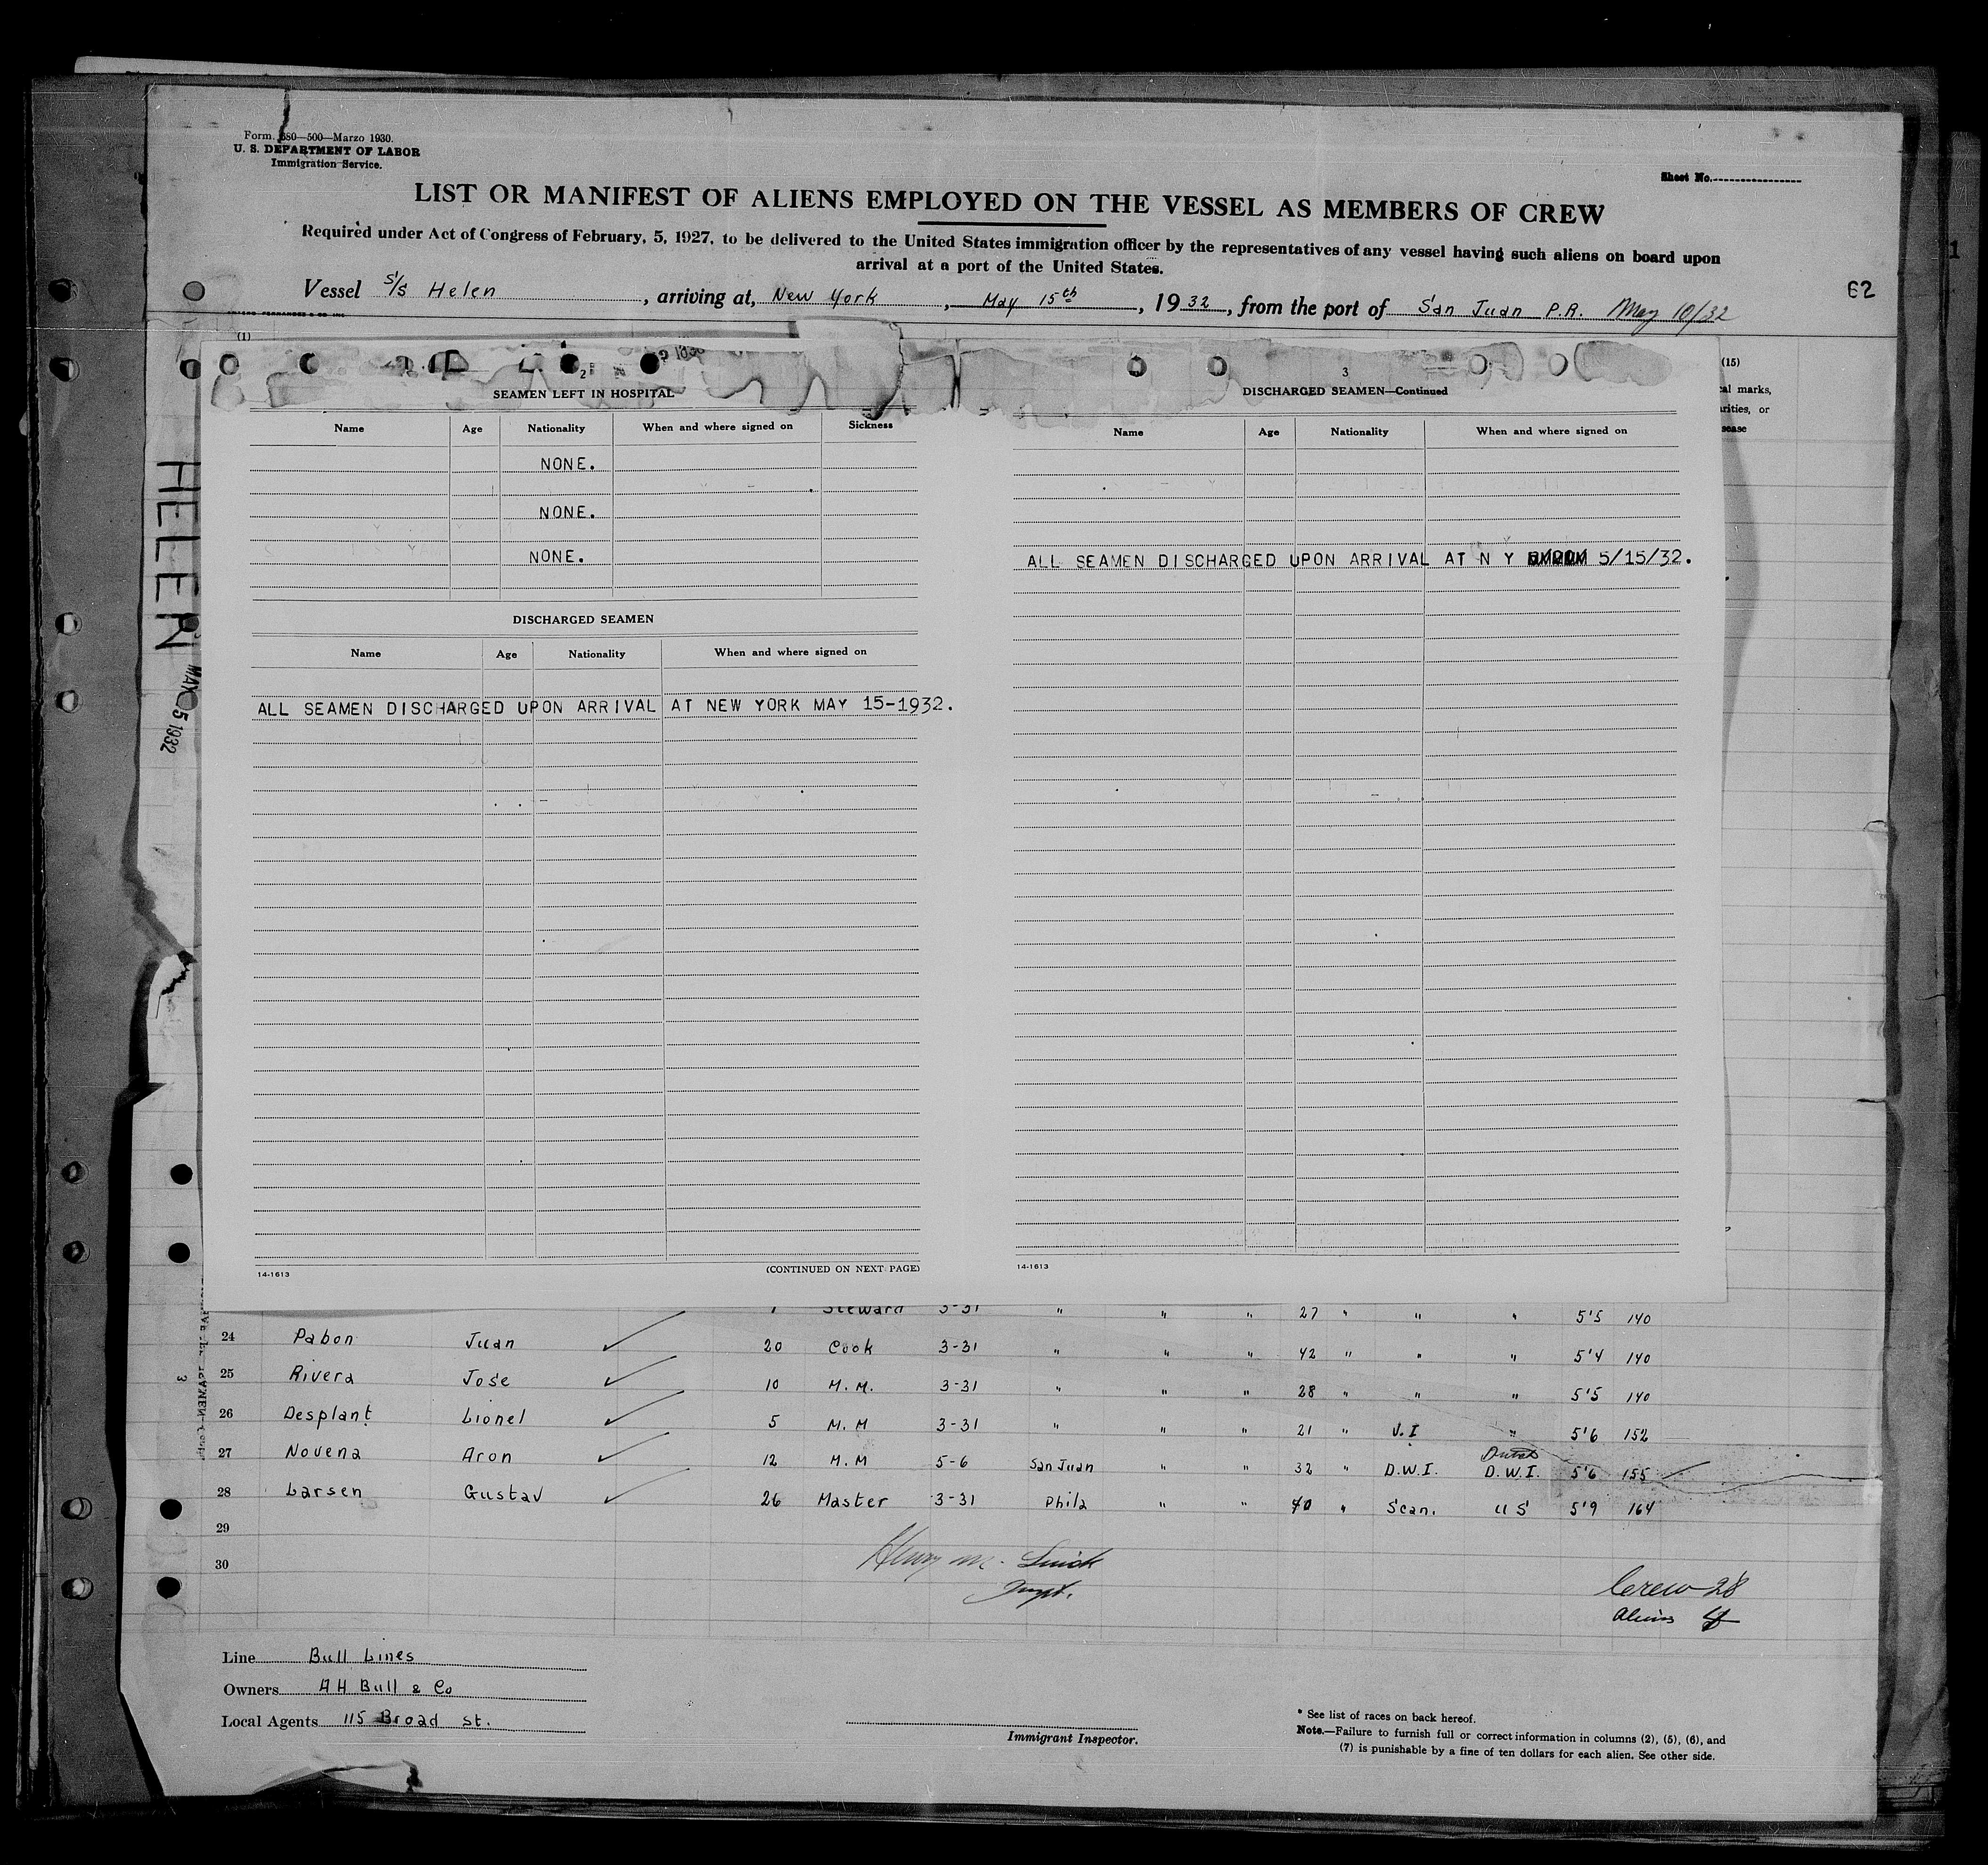 Form. 680—500—Marzo 1930.
U. S. DEPARTMENT OF LABOR
Immigration Service.
Sheet No.
LIST OR MANIFEST OF ALIENS EMPLOYED ON THE VESSEL AS MEMBERS OF CREW
Required under Act of Congress of February, 5, 1927, to be delivered to the United States immigration officer by the representatives of any vessel having such aliens on board upon
arrival at a port of the United States.
Vessel S/S Helen, arriving at, New York, May 15th, 1932, from the port of San Juan P.R. May 10/32
62
(1)
(15)
cal marks,
arities, or
sease
HELEN
MAY 15 1932
2
SEAMEN LEFT IN HOSPITAL
Name Age Nationality When and where signed on Sickness
NONE.
NONE.
NONE.
DISCHARGED SEAMEN
Name Age Nationality When and where signed on
ALL SEAMEN DISCHARGED UPON ARRIVAL AT NEW YORK MAY 15-1932.
14-1613
(CONTINUED ON NEXT PAGE)
3
DISCHARGED SEAMEN—Continued
Name Age Nationality When and where signed on
ALL SEAMEN DISCHARGED UPON ARRIVAL AT N Y 5/15/32.
14-1613
Steward 3-31 " " " 27 " " " 5'5 140
24 Pabon Juan 20 Cook 3-31 " " " 42 " " " 5'4 140
25 Rivera Jose 10 M.M. 3-31 " " " 28 " " " 5'5 140
26 Desplant Lionel 5 M.M 3-31 " " " 21 " V.I " 5'6 152
27 Novena Aron 12 M.M 5-6 San Juan " " 32 " D.W.I. Dutch D.W.I. 5'6 155
28 Larsen Gustav 26 Master 3-31 Phila " " 40 " Scan. US 5'9 164
29
30
Crew 28
Aliens
Line Bull Lines
Owners AH Bull & Co
Local Agents 115 Broad St.
Immigrant Inspector.
* See list of races on back hereof.
Note.—Failure to furnish full or correct information in columns (2), (5), (6), and
(7) is punishable by a fine of ten dollars for each alien. See other side.